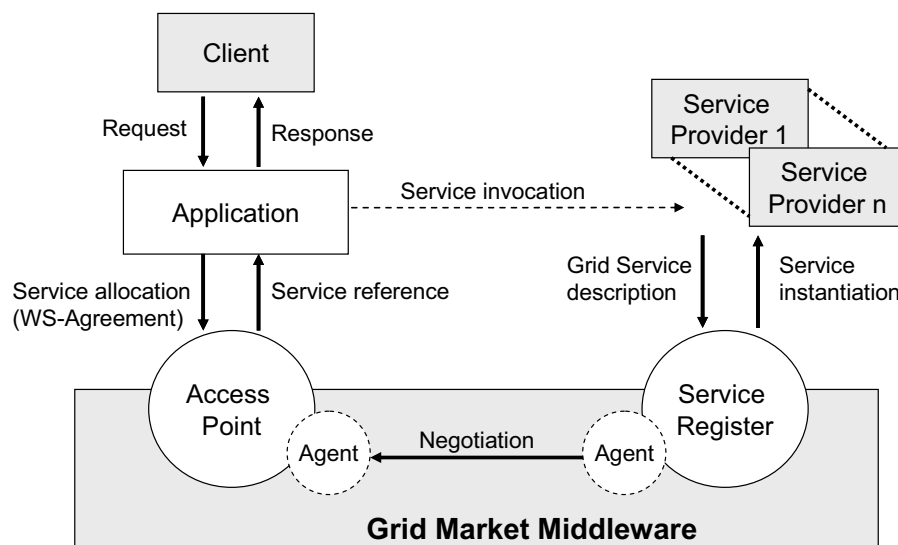 Client
Request
Response
Service
Provider 1
Service
Provider n
Service invocation
Application
Service allocation
(WS-Agreement)
Service reference
Grid Service
description
Service
instantiation
Access
Point
Service
Register
Agent
Negotiation
Agent
Grid Market Middleware